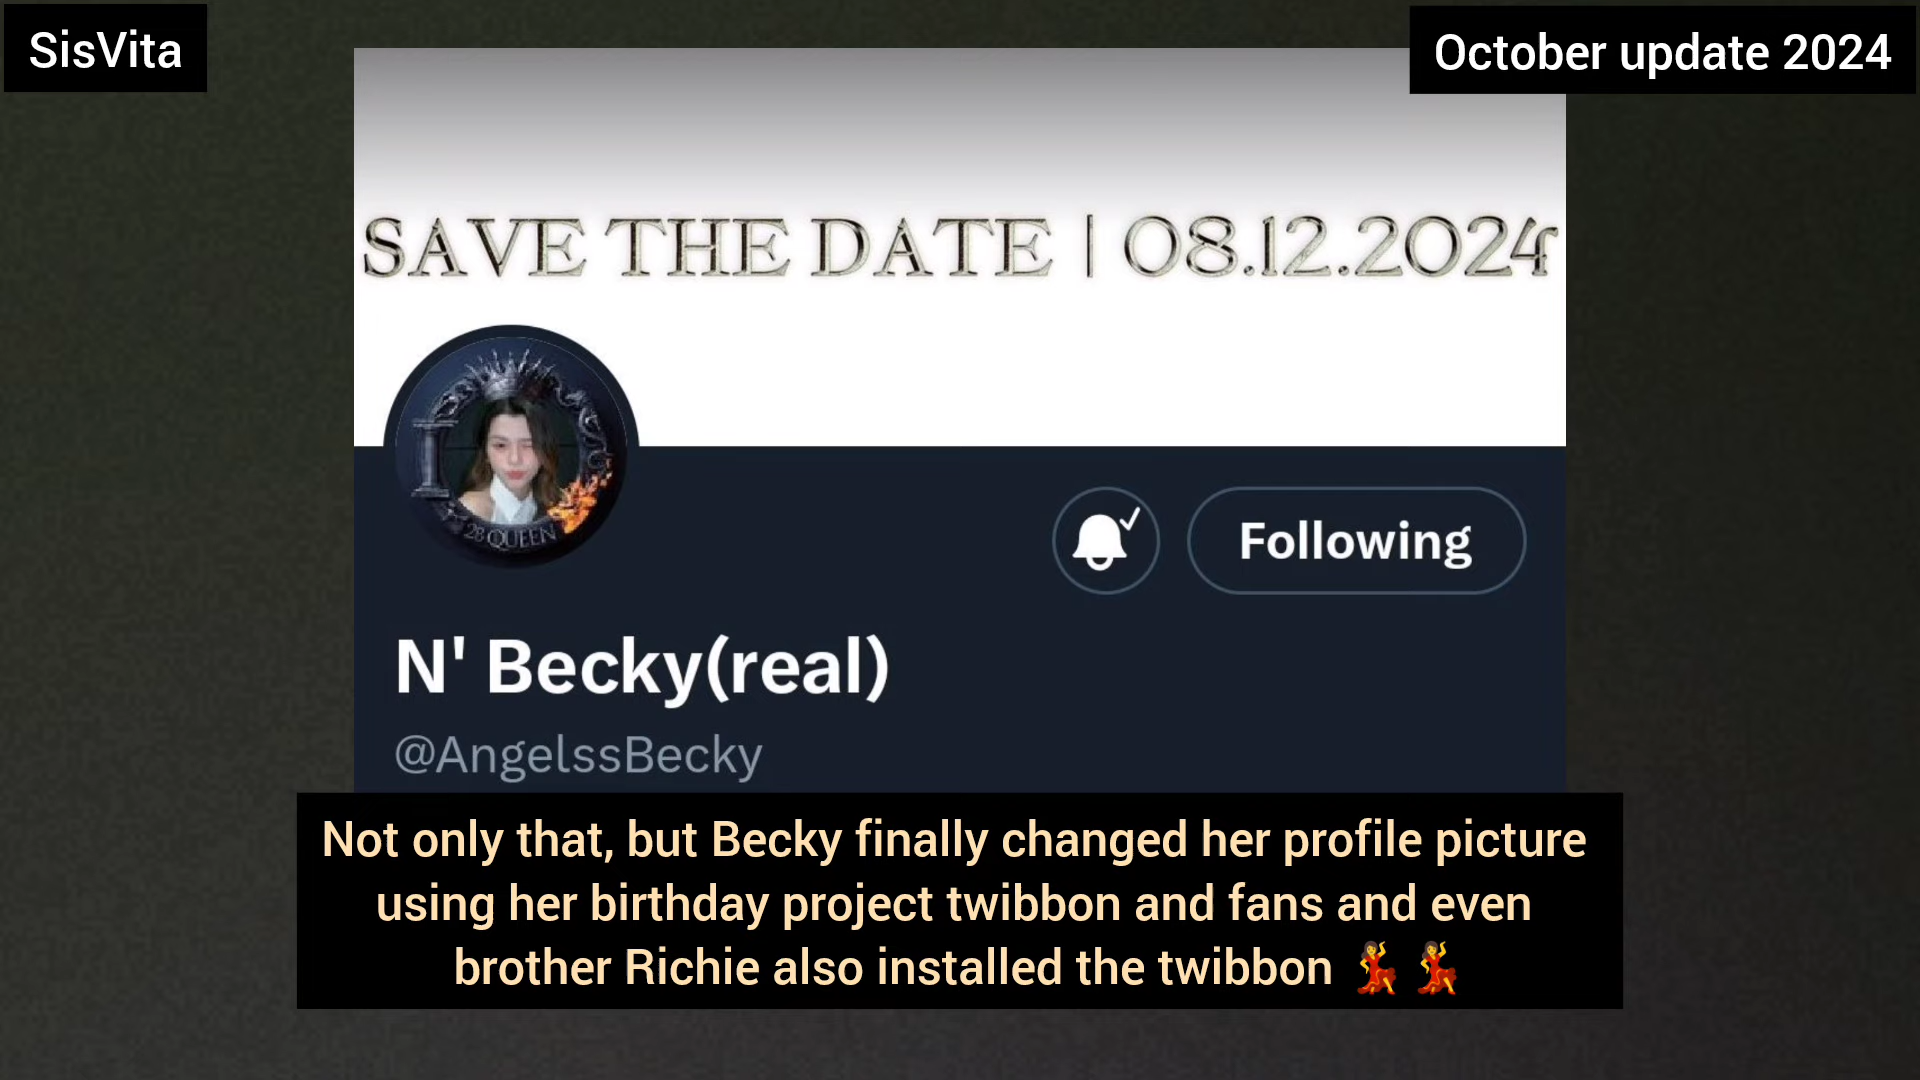 SisVita
October update 2024
SAVE THE DATE | 08.12.2024
28 QUEEN
Following
N' Becky(real)
@AngelssBecky
Not only that, but Becky finally changed her profile picture
using her birthday project twibbon and fans and even
brother Richie also installed the twibbon 💃💃